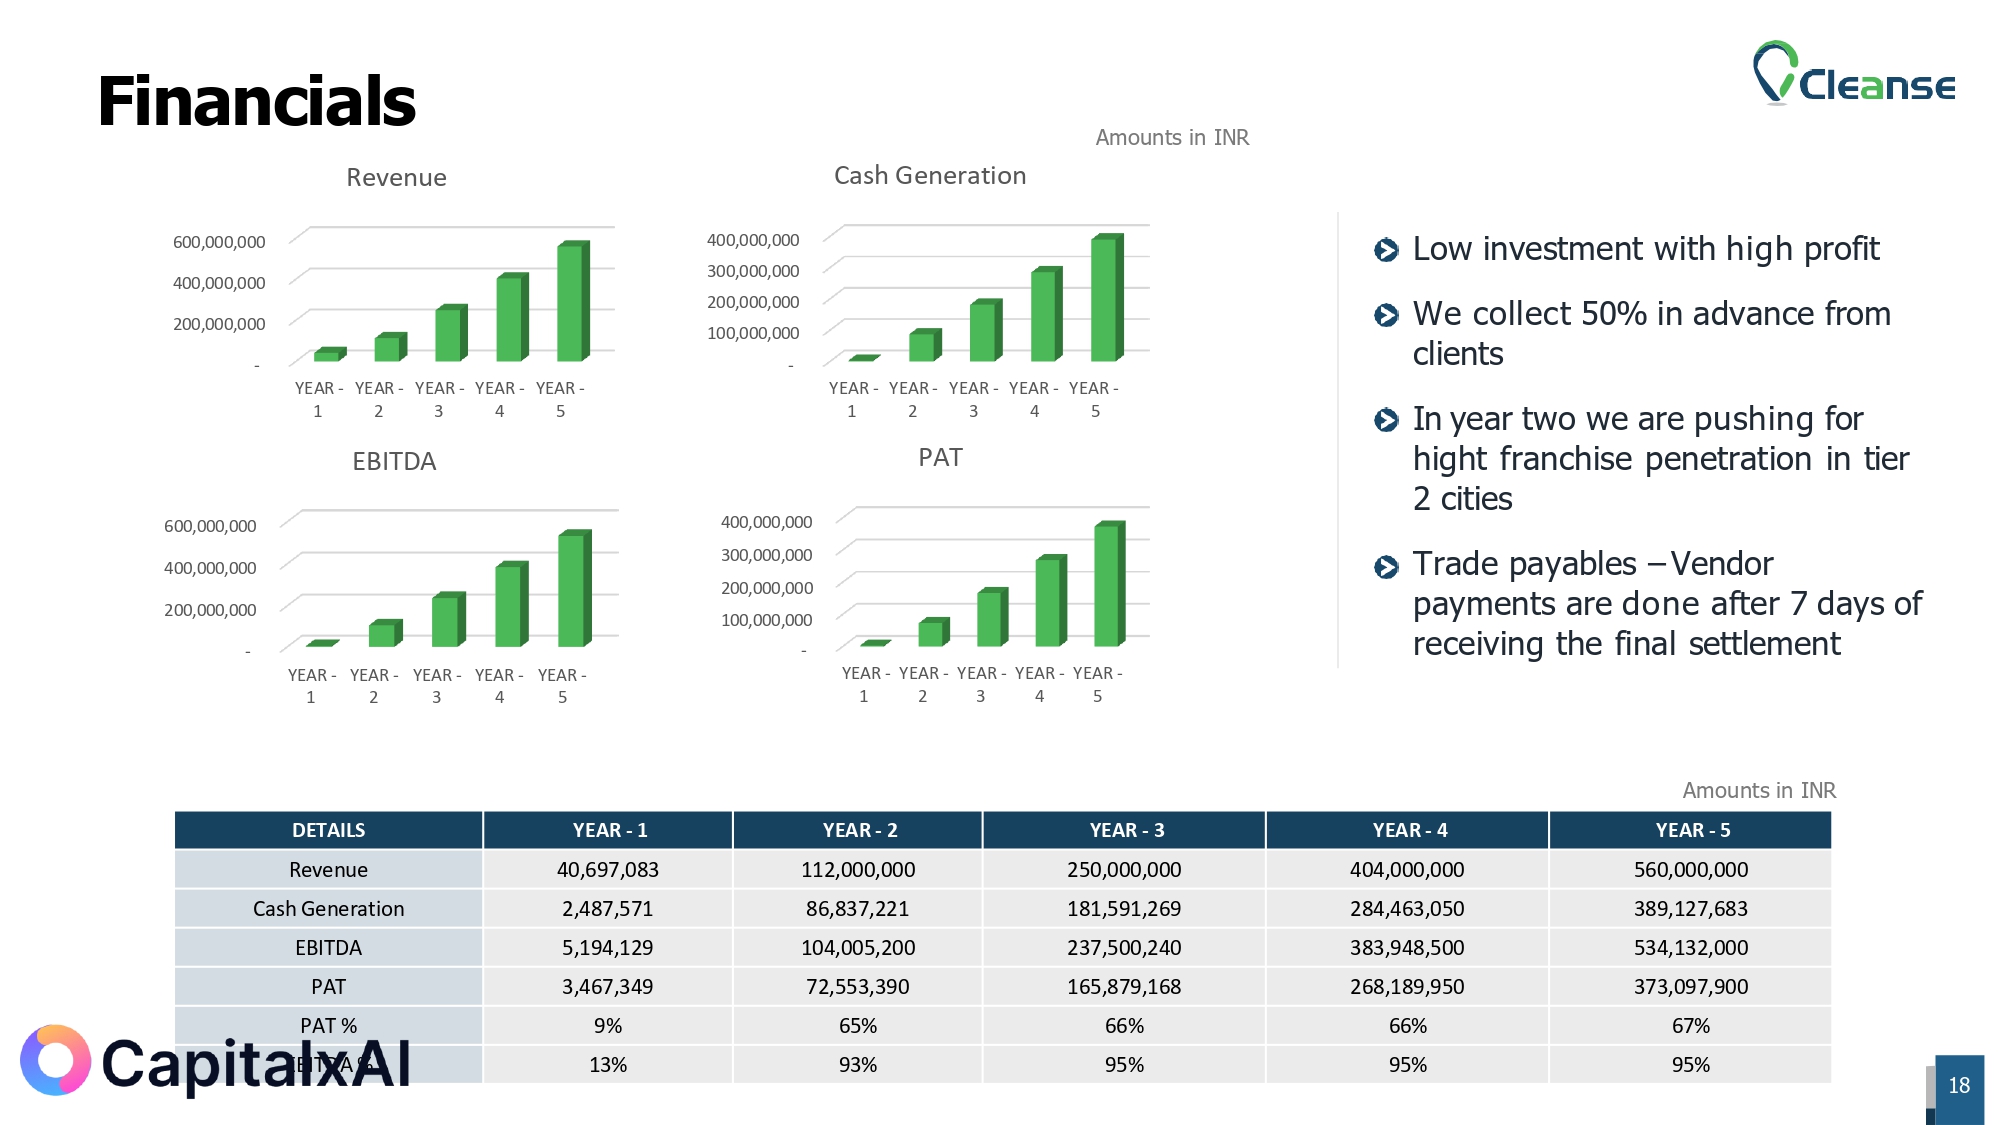 Financials
Cleanse
Amounts in INR
Revenue
600,000,000
400,000,000
200,000,000
-
YEAR - 1 YEAR - 2 YEAR - 3 YEAR - 4 YEAR - 5
Cash Generation
400,000,000
300,000,000
200,000,000
100,000,000
-
YEAR - 1 YEAR - 2 YEAR - 3 YEAR - 4 YEAR - 5
EBITDA
600,000,000
400,000,000
200,000,000
-
YEAR - 1 YEAR - 2 YEAR - 3 YEAR - 4 YEAR - 5
PAT
400,000,000
300,000,000
200,000,000
100,000,000
-
YEAR - 1 YEAR - 2 YEAR - 3 YEAR - 4 YEAR - 5
Low investment with high profit
We collect 50% in advance from
clients
In year two we are pushing for
hight franchise penetration in tier
2 cities
Trade payables – Vendor
payments are done after 7 days of
receiving the final settlement
Amounts in INR
DETAILS YEAR - 1 YEAR - 2 YEAR - 3 YEAR - 4 YEAR - 5
Revenue 40,697,083 112,000,000 250,000,000 404,000,000 560,000,000
Cash Generation 2,487,571 86,837,221 181,591,269 284,463,050 389,127,683
EBITDA 5,194,129 104,005,200 237,500,240 383,948,500 534,132,000
PAT 3,467,349 72,553,390 165,879,168 268,189,950 373,097,900
PAT % 9% 65% 66% 66% 67%
EBITDA % 13% 93% 95% 95% 95%
CapitalxAI
18